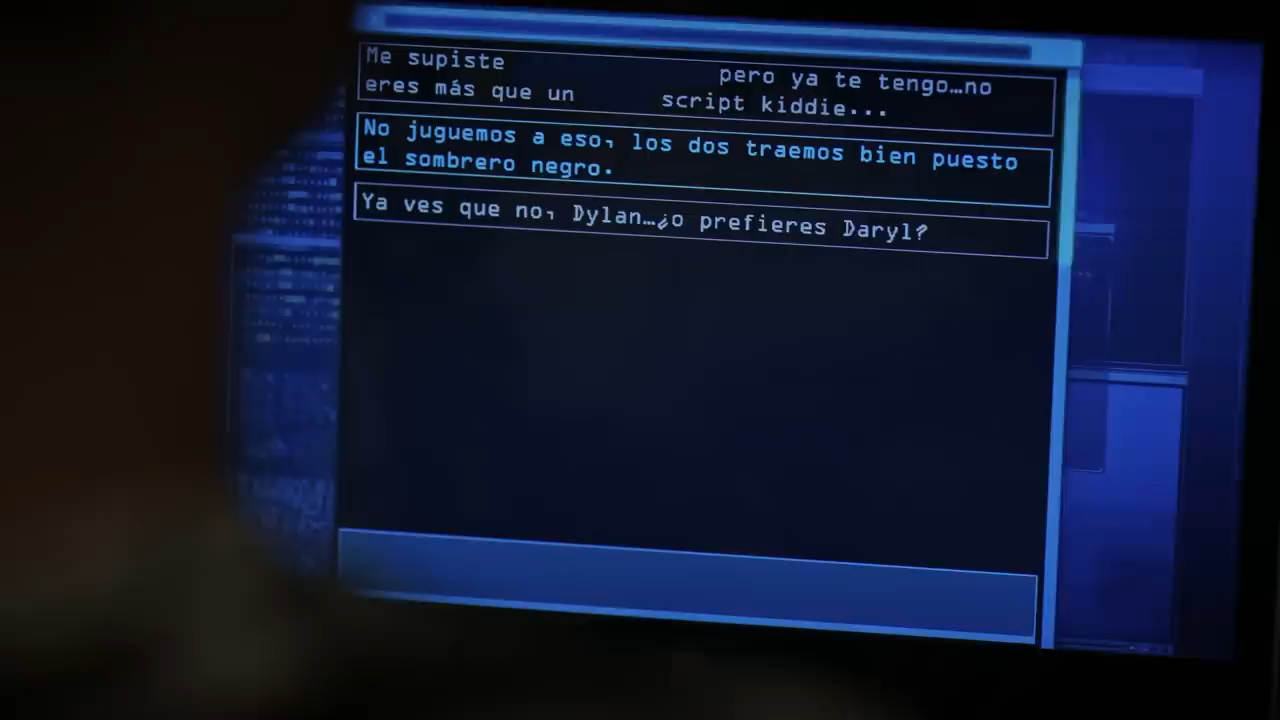 Me supiste pero ya te tengo…no
eres más que un script kiddie...
No juguemos a eso, los dos traemos bien puesto
el sombrero negro.
Ya ves que no, Dylan…¿o prefieres Daryl?